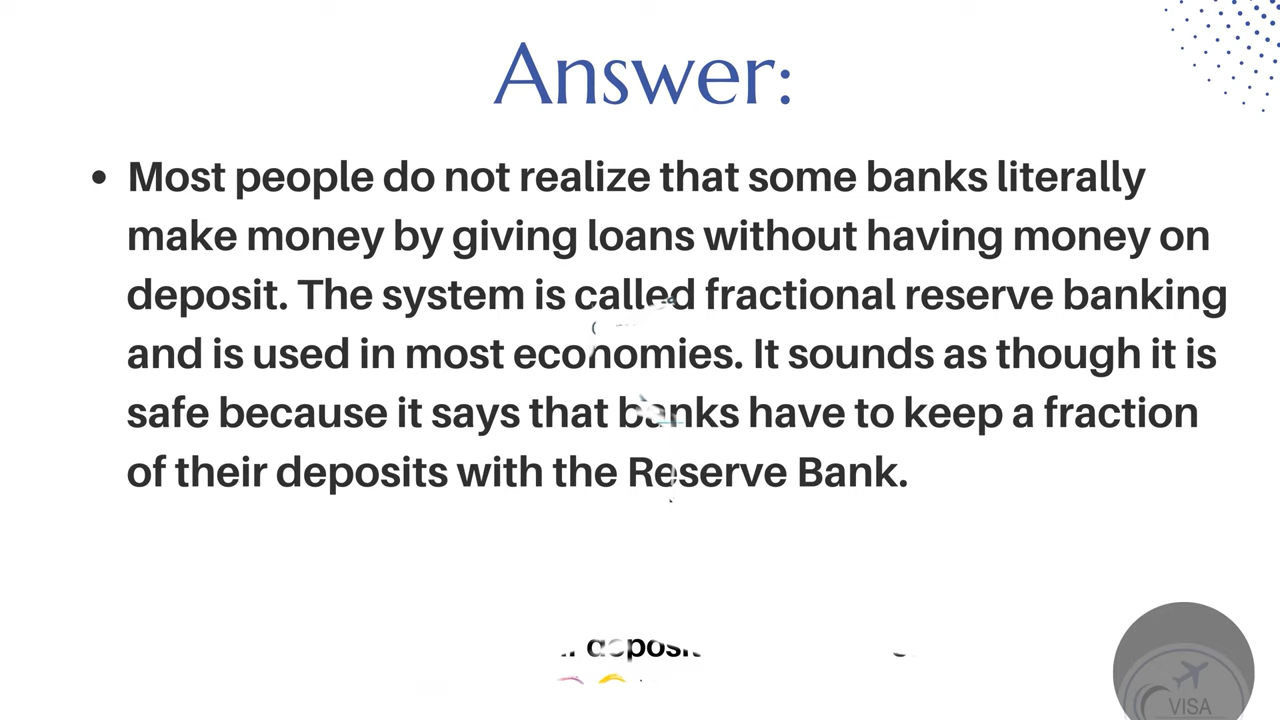 Answer:
• Most people do not realize that some banks literally
make money by giving loans without having money on
deposit. The system is called fractional reserve banking
and is used in most economies. It sounds as though it is
safe because it says that banks have to keep a fraction
of their deposits with the Reserve Bank.
VISA